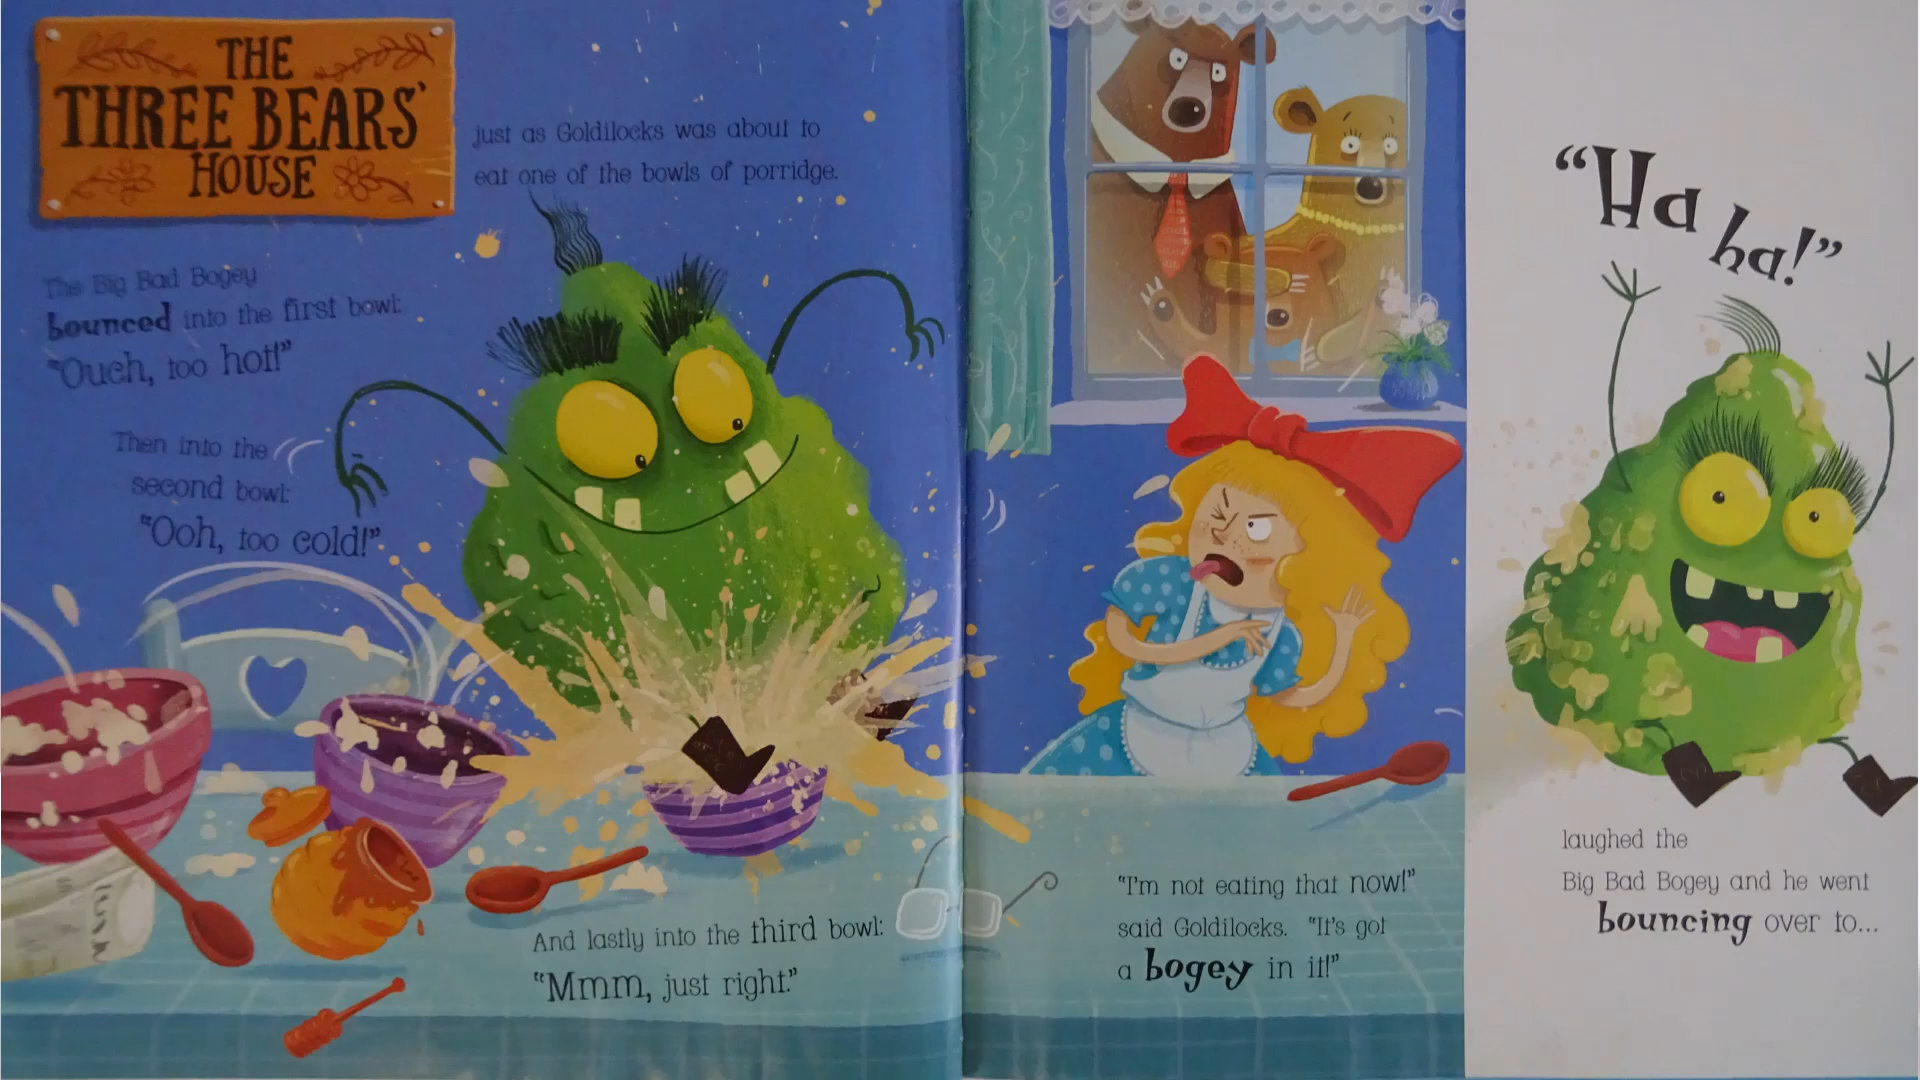 THE
THREE BEARS'
HOUSE
just as Goldilocks was about to
eat one of the bowls of porridge.
The Big Bad Bogey
bounced into the first bowl:
"Ouch, too hot!"
Then into the
second bowl:
"Ooh, too cold!"
And lastly into the third bowl:
"Mmm, just right."
"I'm not eating that now!"
said Goldilocks. "It's got
a bogey in it!"
"Ha
ha!"
laughed the
Big Bad Bogey and he went
bouncing over to...